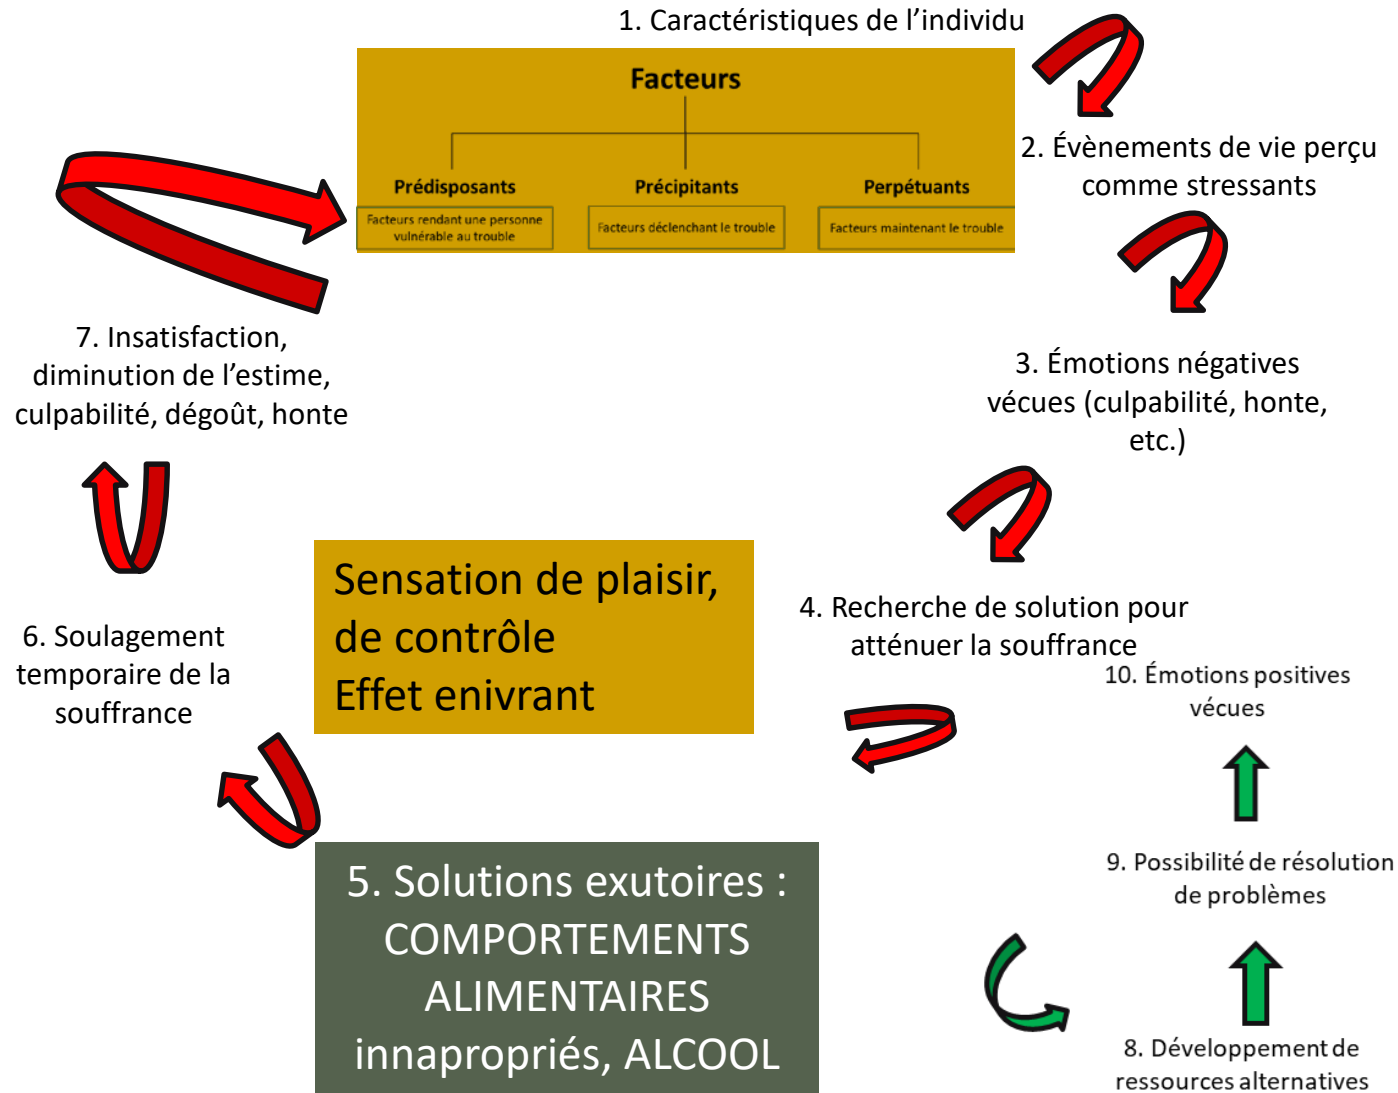 1. Caractéristiques de l’individu
Facteurs
Prédisposants
Précipitants
Perpétuants
Facteurs rendant une personne
vulnérable au trouble
Facteurs déclenchant le trouble
Facteurs maintenant le trouble
2. Évènements de vie perçu
comme stressants
3. Émotions négatives
vécues (culpabilité, honte,
etc.)
4. Recherche de solution pour
atténuer la souffrance
Sensation de plaisir,
de contrôle
Effet enivrant
5. Solutions exutoires :
COMPORTEMENTS
ALIMENTAIRES
innapropriés, ALCOOL
6. Soulagement
temporaire de la
souffrance
7. Insatisfaction,
diminution de l’estime,
culpabilité, dégoût, honte
8. Développement de
ressources alternatives
9. Possibilité de résolution
de problèmes
10. Émotions positives
vécues